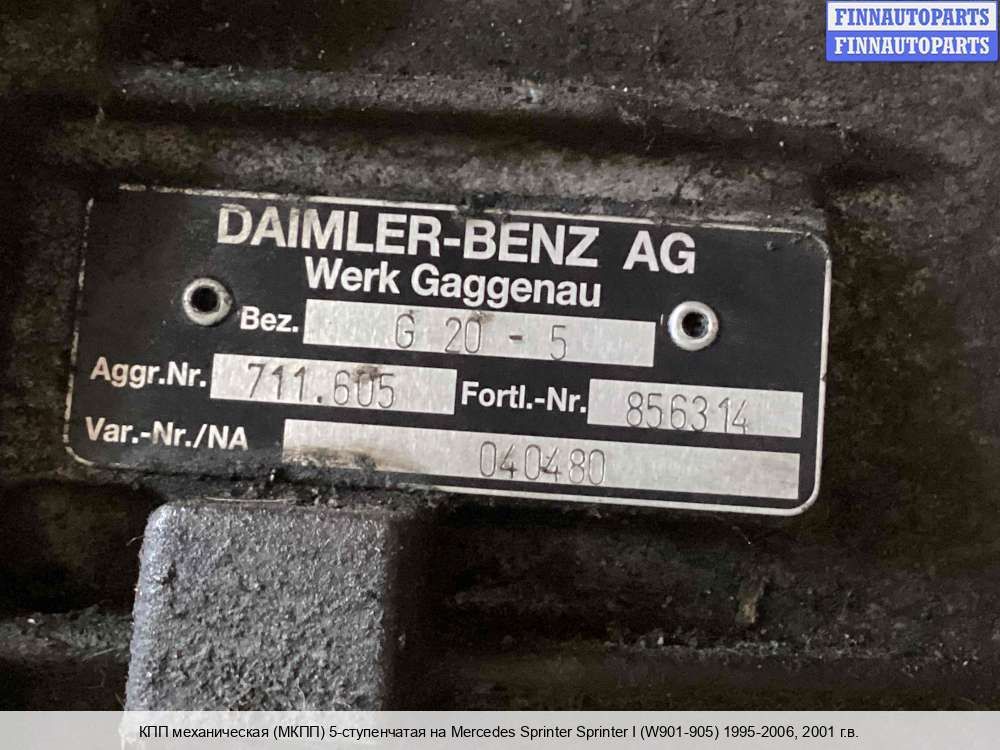 FINNAUTOPARTS
FINNAUTOPARTS
DAIMLER-BENZ AG
Werk Gaggenau
Bez. G 20 - 5
Aggr.Nr. 711.605 Fortl.-Nr. 856314
Var.-Nr./NA 040480
КПП механическая (МКПП) 5-ступенчатая на Mercedes Sprinter Sprinter I (W901-905) 1995-2006, 2001 г.в.